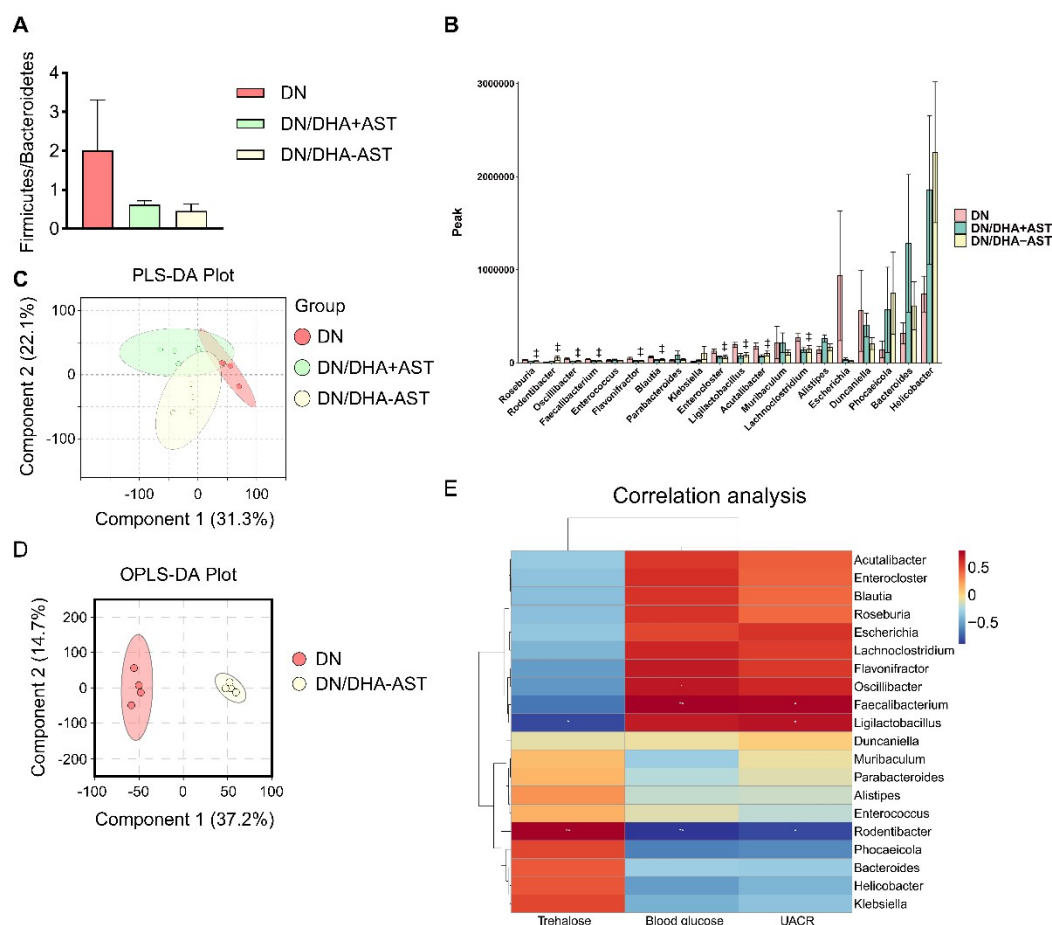 A
Firmicutes/Bacteroidetes
4
3
2
1
0
DN
DN/DHA+AST
DN/DHA-AST
B
Peak
3000000
2000000
1000000
0
‡ ‡ ‡ ‡ ‡ ‡ ‡ ‡ ‡ ‡
Roseburia
Rodentibacter
Oscillibacter
Faecalibacterium
Enterococcus
Flavonifractor
Blautia
Parabacteroides
Klebsiella
Enterocloster
Ligilactobacillus
Acutalibacter
Muribaculum
Lachnoclostridium
Alistipes
Escherichia
Duncaniella
Phocaeicola
Bacteroides
Helicobacter
DN
DN/DHA+AST
DN/DHA−AST
C
PLS-DA Plot
Component 2 (22.1%)
100
0
-100
-100 0 100
Component 1 (31.3%)
Group
DN
DN/DHA+AST
DN/DHA-AST
D
OPLS-DA Plot
Component 2 (14.7%)
200
100
0
-100
-200
-100 -50 0 50 100
Component 1 (37.2%)
DN
DN/DHA-AST
E
Correlation analysis
Acutalibacter
Enterocloster
Blautia
Roseburia
Escherichia
Lachnoclostridium
Flavonifractor
Oscillibacter
Faecalibacterium
Ligilactobacillus
Duncaniella
Muribaculum
Parabacteroides
Alistipes
Enterococcus
Rodentibacter
Phocaeicola
Bacteroides
Helicobacter
Klebsiella
Trehalose Blood glucose UACR
0.5
0
−0.5